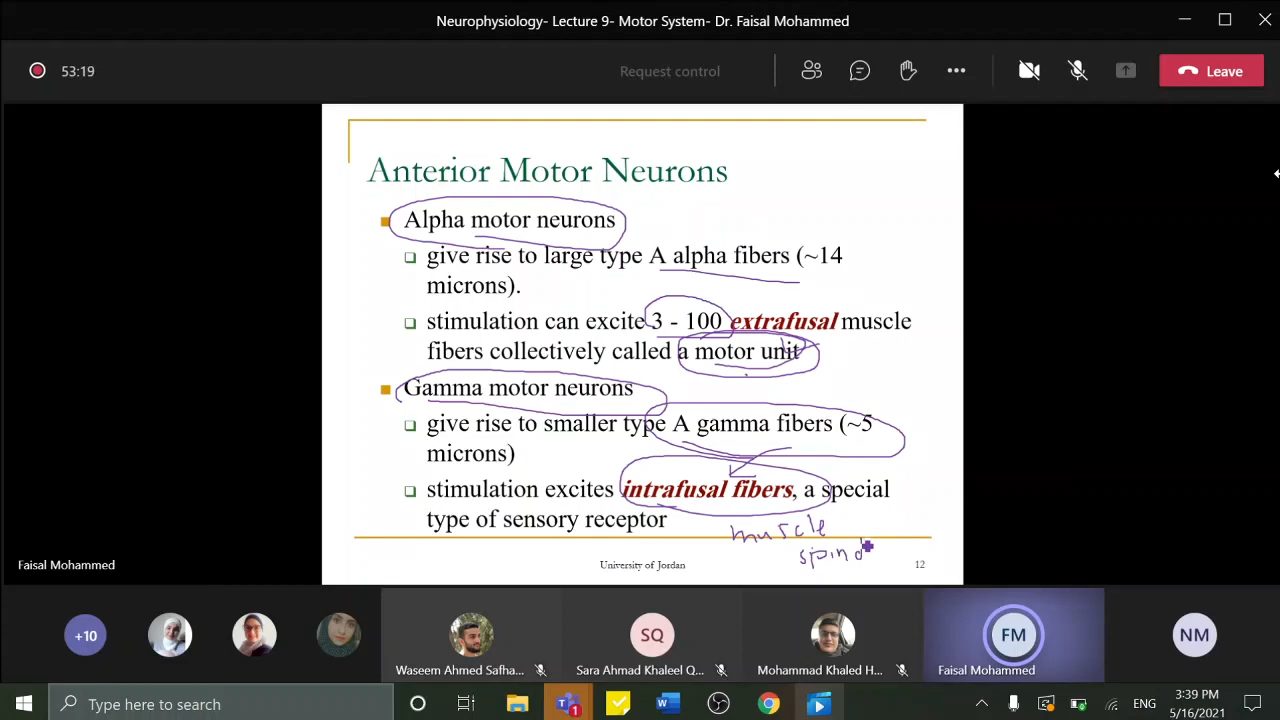 Neurophysiology- Lecture 9- Motor System- Dr. Faisal Mohammed
53:19
Request control
Leave
Anterior Motor Neurons
Alpha motor neurons
give rise to large type A alpha fibers (~14
microns).
stimulation can excite 3 - 100 extrafusal muscle
fibers collectively called a motor unit
Gamma motor neurons
give rise to smaller type A gamma fibers (~5
microns)
stimulation excites intrafusal fibers, a special
type of sensory receptor
muscle
spind
University of Jordan
12
Faisal Mohammed
+10
Waseem Ahmed Safha...
SQ
Sara Ahmad Khaleel Q...
Mohammad Khaled H...
FM
Faisal Mohammed
NM
Type here to search
1
ENG
3:39 PM
5/16/2021